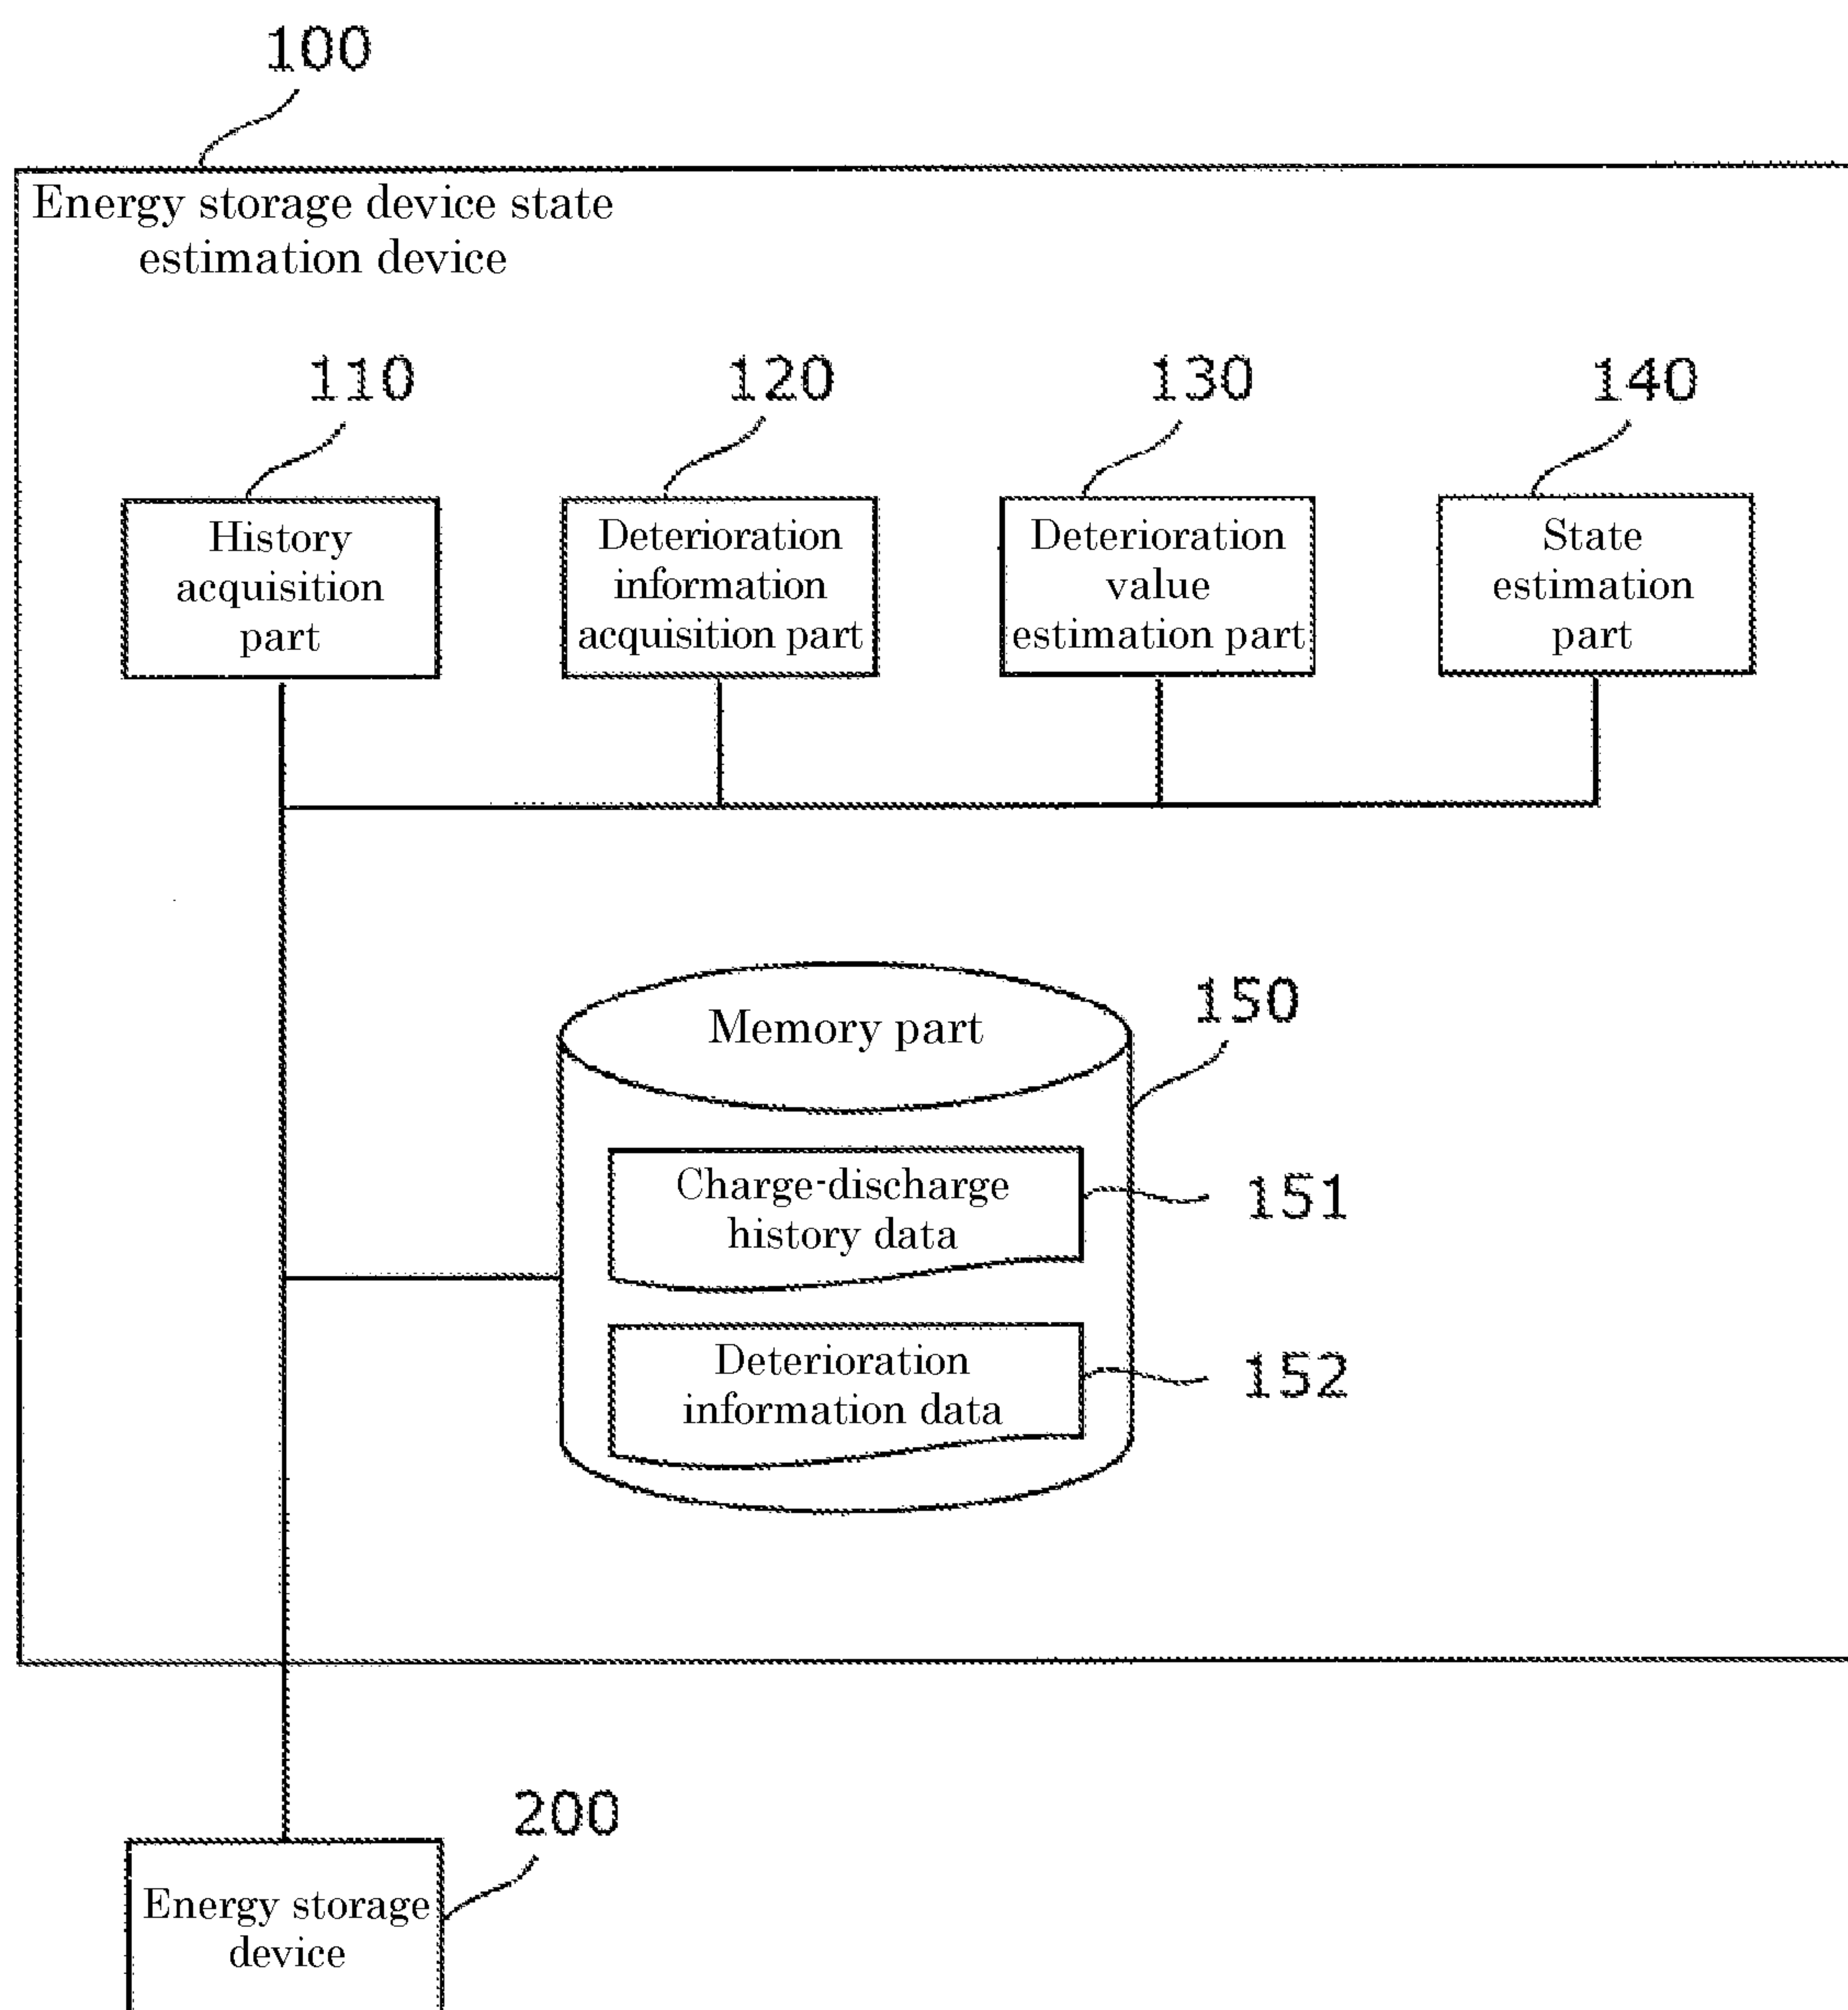 100
Energy storage device state
estimation device
110
120
130
140
History
acquisition
part
Deterioration
information
acquisition part
Deterioration
value
estimation part
State
estimation
part
Memory part
150
Charge-discharge
history data
151
Deterioration
information data
152
200
Energy storage
device